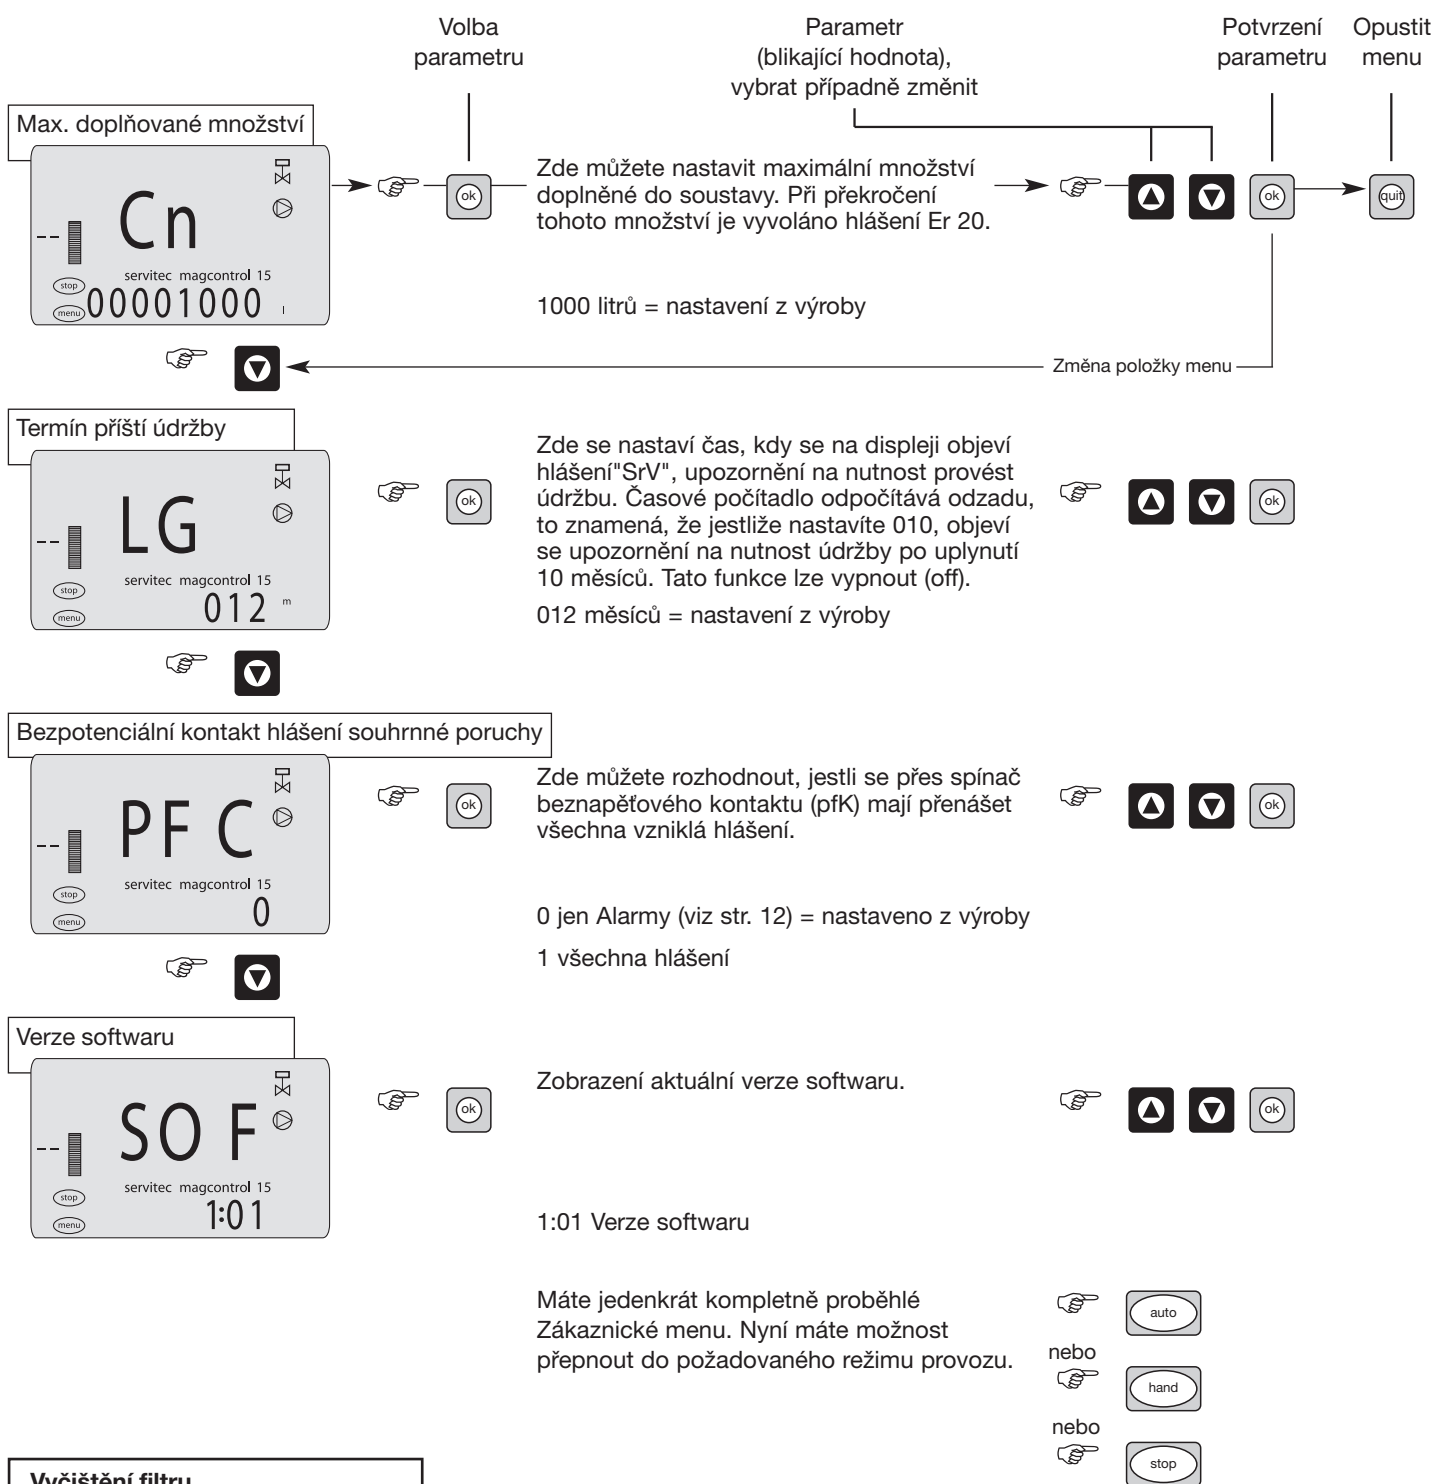 Volba
parametru
Parametr
(blikající hodnota),
vybrat případně změnit
Potvrzení
parametru
Opustit
menu
Max. doplňované množství
Cn
servitec magcontrol 15
stop
menu
00001000 l
ok
Zde můžete nastavit maximální množství
doplněné do soustavy. Při překročení
tohoto množství je vyvoláno hlášení Er 20.
ok
quit
1000 litrů = nastavení z výroby
Změna položky menu
Termín příští údržby
LG
servitec magcontrol 15
stop
menu
012 m
ok
Zde se nastaví čas, kdy se na displeji objeví
hlášení"SrV", upozornění na nutnost provést
údržbu. Časové počítadlo odpočítává odzadu,
to znamená, že jestliže nastavíte 010, objeví
se upozornění na nutnost údržby po uplynutí
10 měsíců. Tato funkce lze vypnout (off).
ok
012 měsíců = nastavení z výroby
Bezpotenciální kontakt hlášení souhrnné poruchy
PF C
servitec magcontrol 15
stop
menu
0
ok
Zde můžete rozhodnout, jestli se přes spínač
beznapěťového kontaktu (pfK) mají přenášet
všechna vzniklá hlášení.
ok
0 jen Alarmy (viz str. 12) = nastaveno z výroby
1 všechna hlášení
Verze softwaru
SO F
servitec magcontrol 15
stop
menu
1:01
ok
Zobrazení aktuální verze softwaru.
ok
1:01 Verze softwaru
Máte jedenkrát kompletně proběhlé
Zákaznické menu. Nyní máte možnost
přepnout do požadovaného režimu provozu.
auto
nebo
hand
nebo
stop
Vyčištění filtru